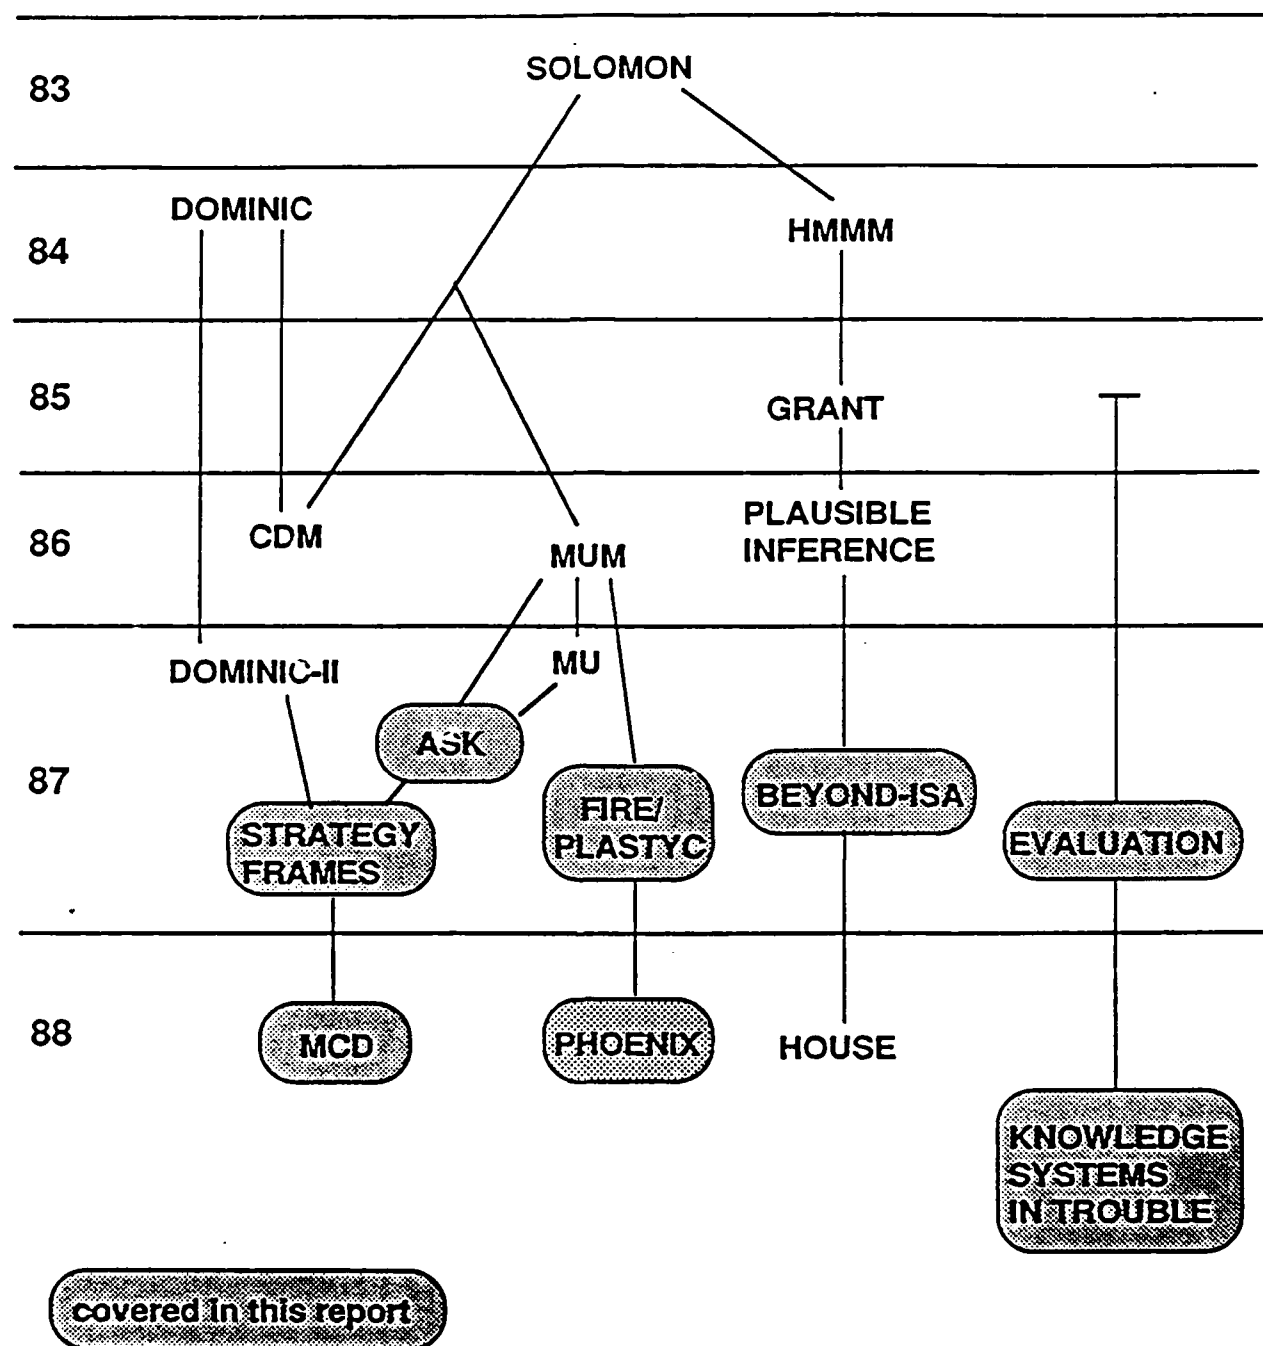 83
SOLOMON
84
DOMINIC
HMMM
85
GRANT
86
CDM
MUM
PLAUSIBLE
INFERENCE
87
DOMINIC-II
MU
ASK
STRATEGY
FRAMES
FIRE/
PLASTYC
BEYOND-ISA
EVALUATION
88
MCD
PHOENIX
HOUSE
KNOWLEDGE
SYSTEMS
IN TROUBLE
covered in this report